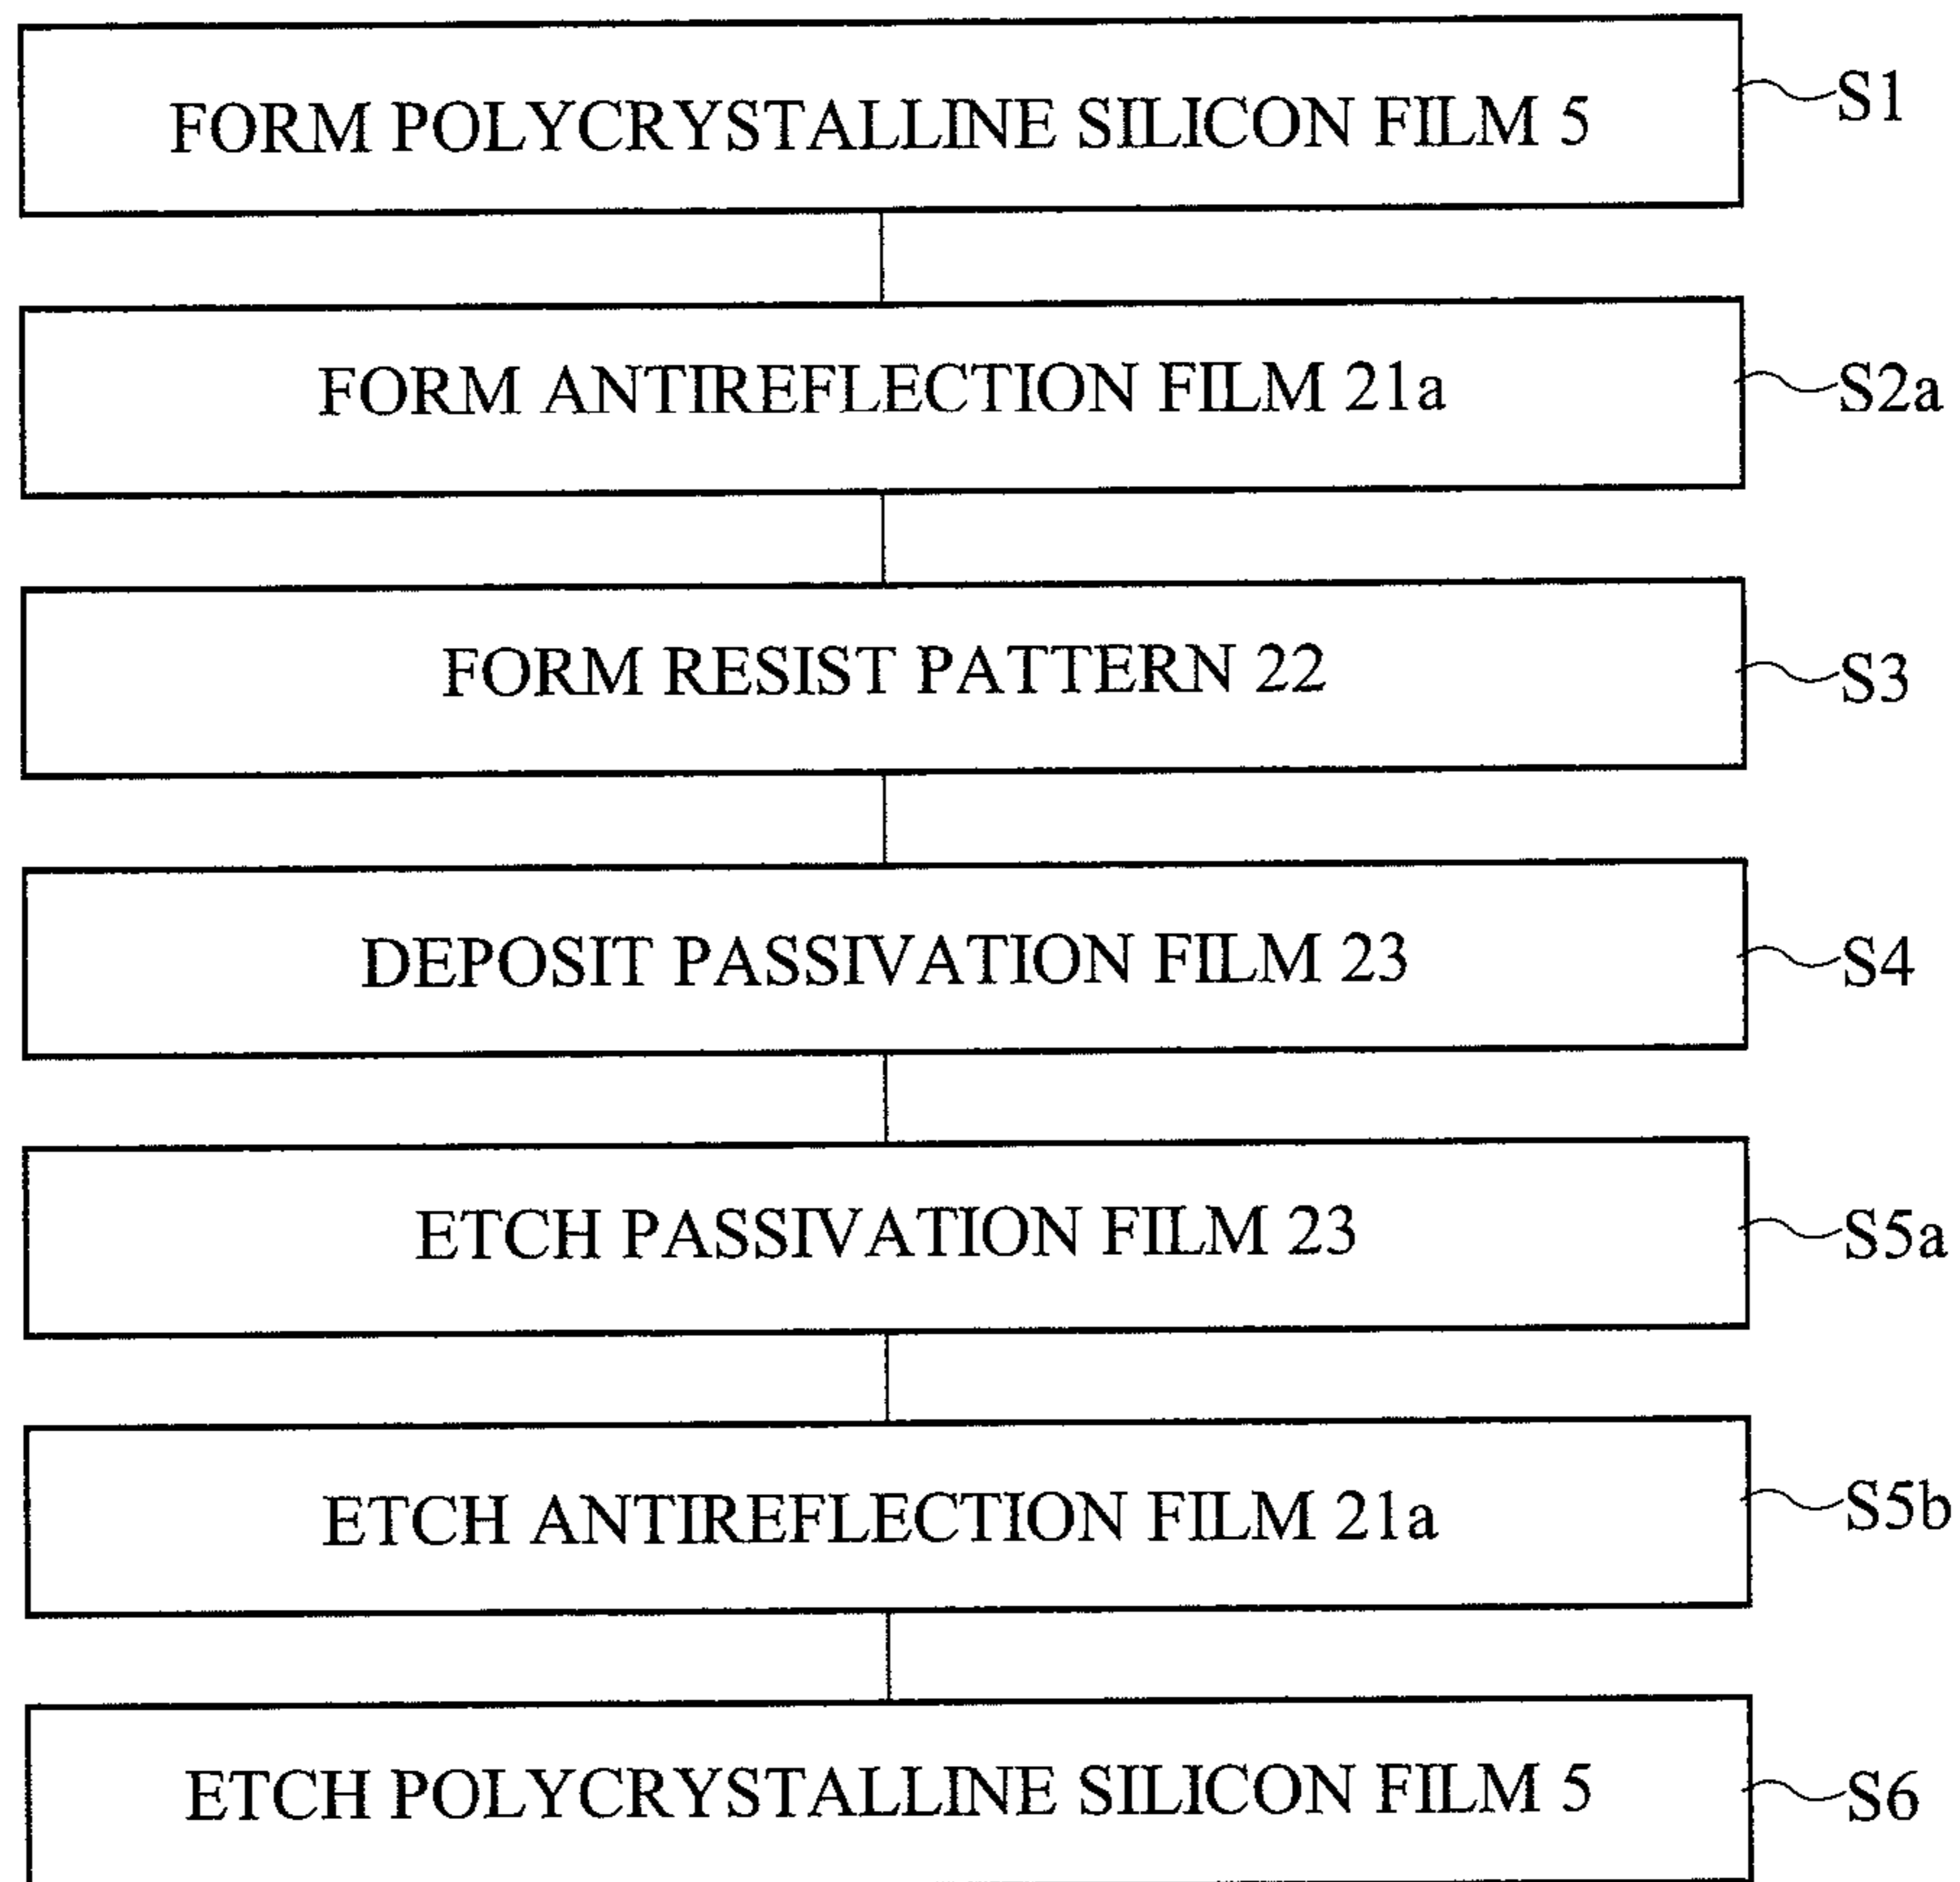 FORM POLYCRYSTALLINE SILICON FILM 5 S1
FORM ANTIREFLECTION FILM 21a S2a
FORM RESIST PATTERN 22 S3
DEPOSIT PASSIVATION FILM 23 S4
ETCH PASSIVATION FILM 23 S5a
ETCH ANTIREFLECTION FILM 21a S5b
ETCH POLYCRYSTALLINE SILICON FILM 5 S6